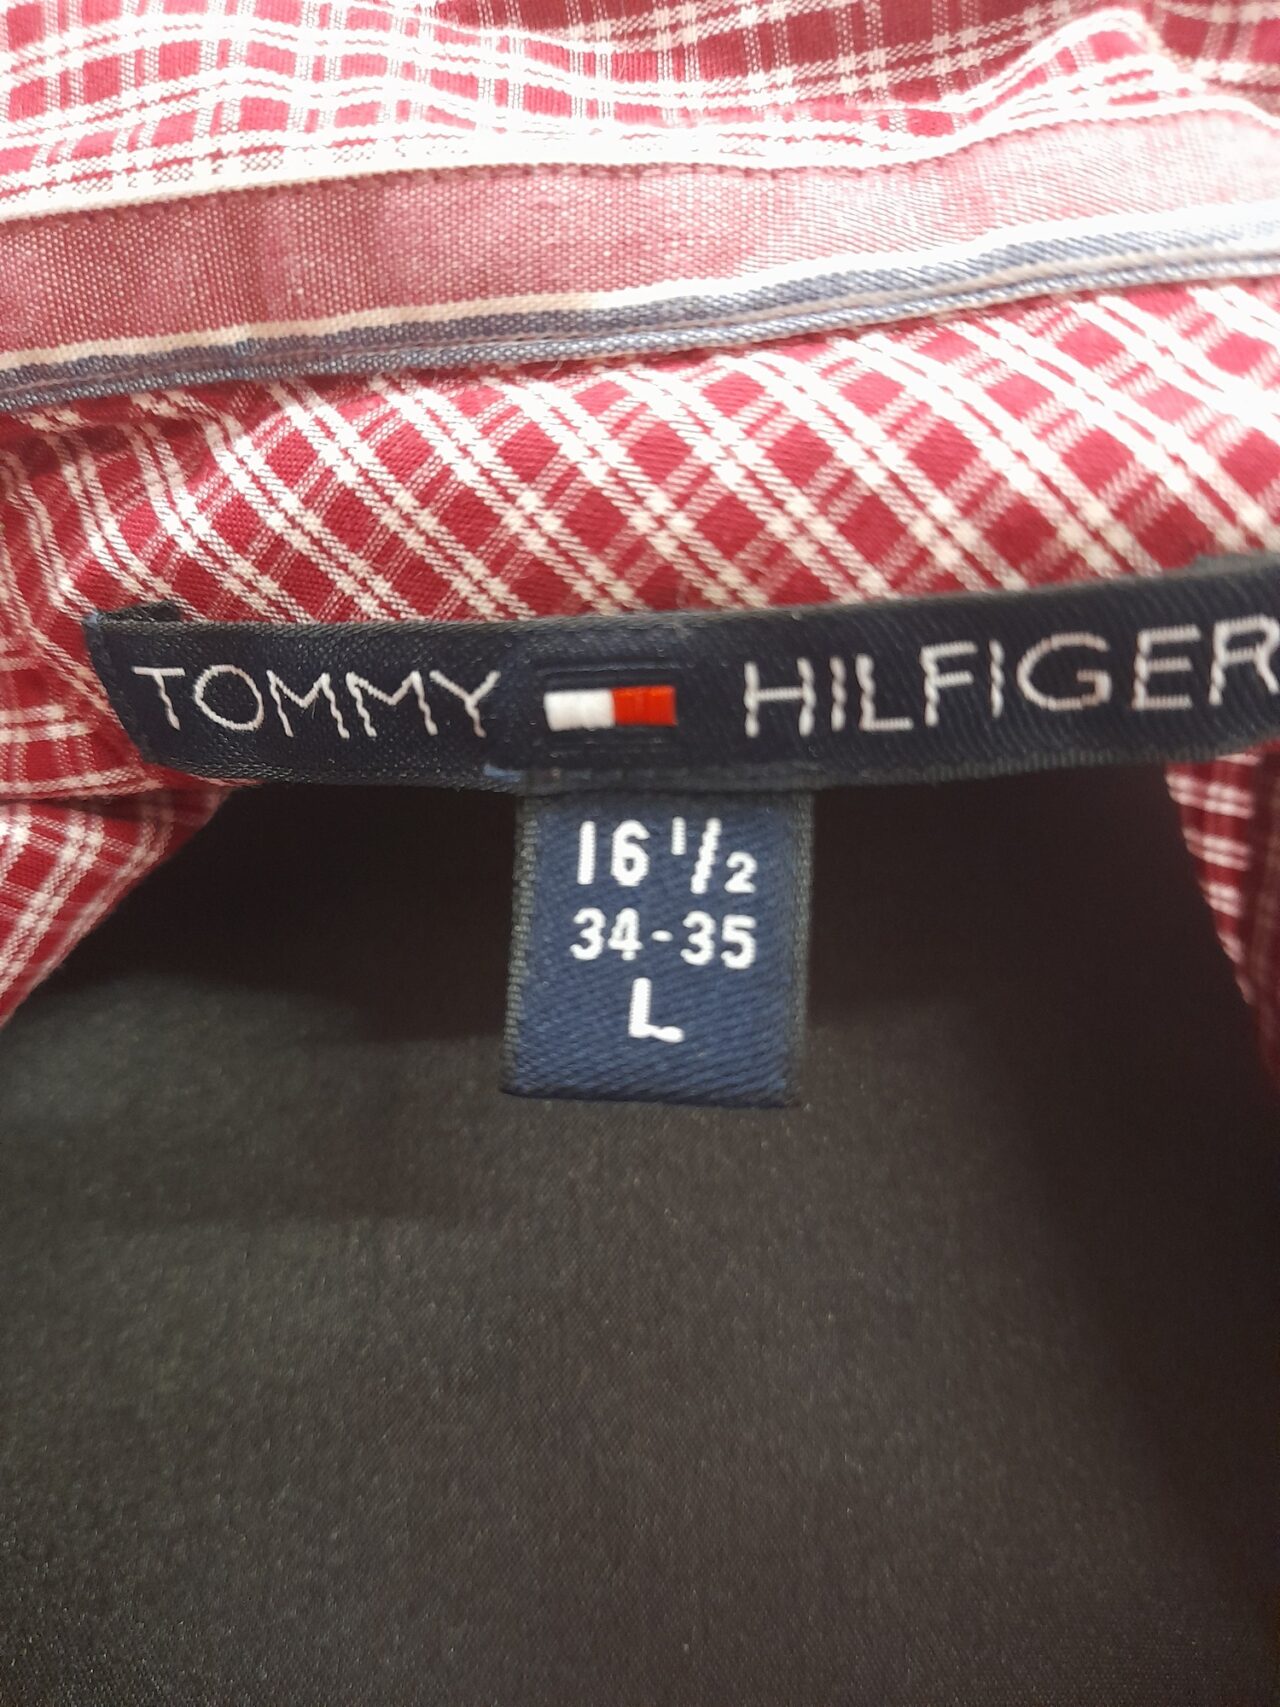 TOMMY HILFIGER
16 1/2
34-35
L